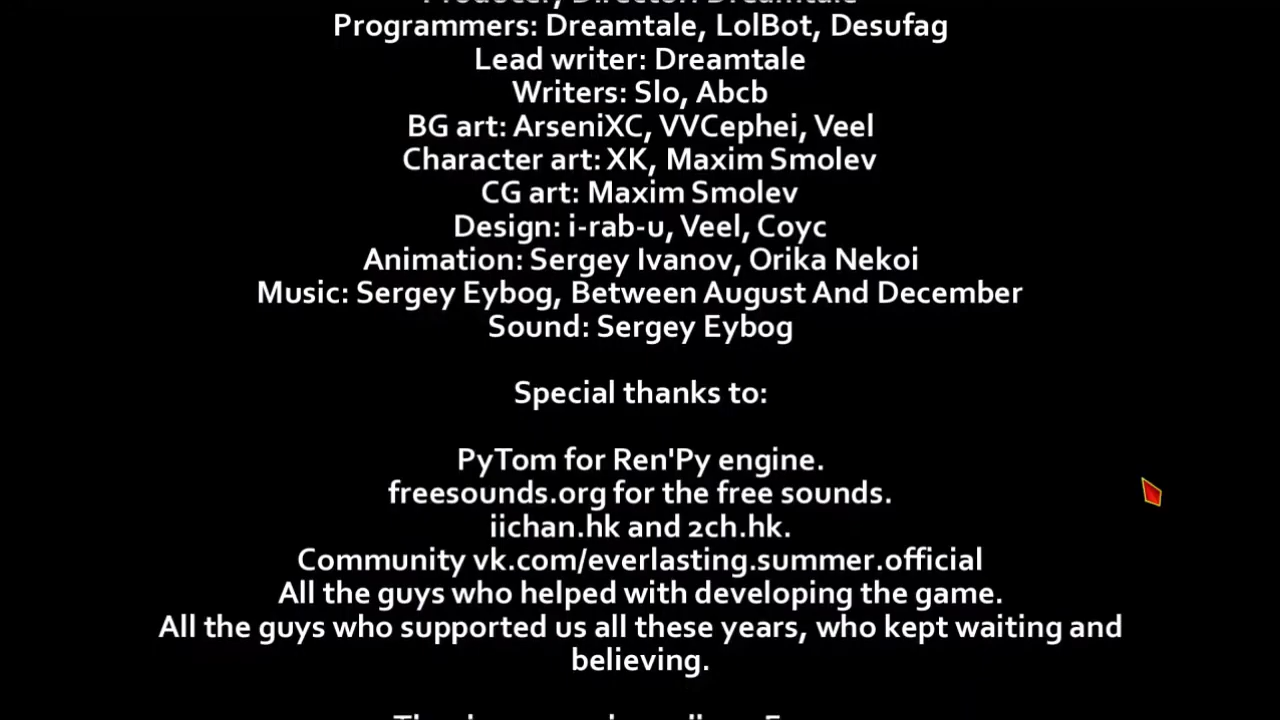 Producer, Director: Dreamtale
Programmers: Dreamtale, LolBot, Desufag
Lead writer: Dreamtale
Writers: Slo, Abcb
BG art: ArseniXC, VVCephei, Veel
Character art: XK, Maxim Smolev
CG art: Maxim Smolev
Design: i-rab-u, Veel, Coyc
Animation: Sergey Ivanov, Orika Nekoi
Music: Sergey Eybog, Between August And December
Sound: Sergey Eybog
Special thanks to:
PyTom for Ren'Py engine.
freesounds.org for the free sounds.
iichan.hk and 2ch.hk.
Community vk.com/everlasting.summer.official
All the guys who helped with developing the game.
All the guys who supported us all these years, who kept waiting and
believing.